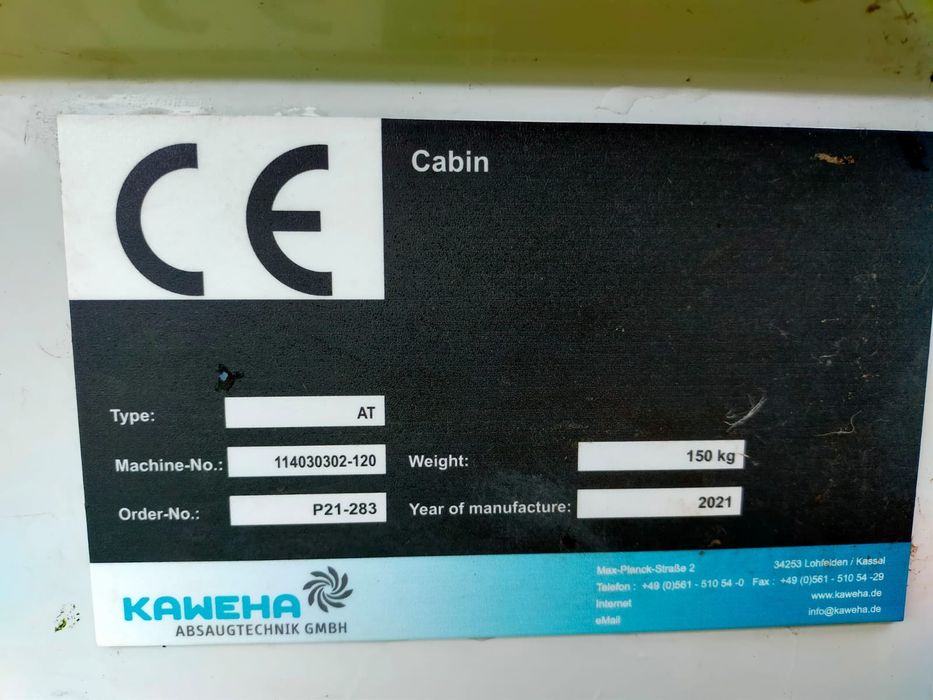 CE
Cabin
Type: AT
Machine-No.: 114030302-120 Weight: 150 kg
Order-No.: P21-283 Year of manufacture: 2021
KAWEHA
ABSAUGTECHNIK GMBH
Max-Planck-Straße 2 34253 Lohfelden / Kassal
Telefon : +49 (0)561 - 510 54 -0 Fax : +49 (0)561 - 510 54 -29
Internet www.kaweha.de
eMail info@kaweha.de